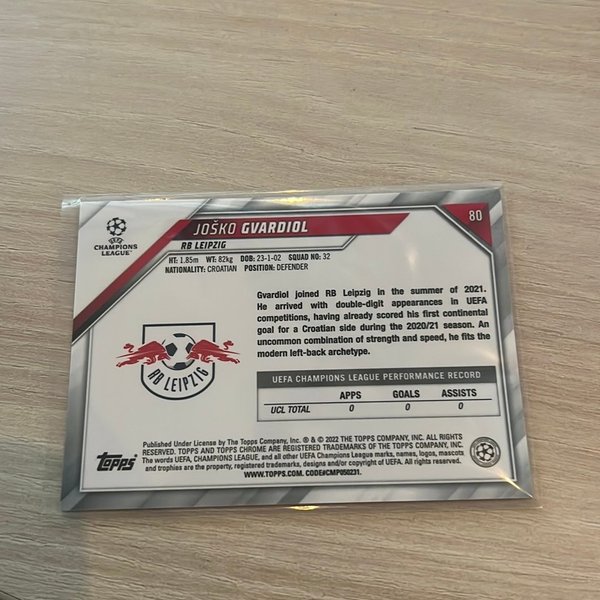 80
JOŠKO GVARDIOL
RB LEIPZIG
UEFA
CHAMPIONS
LEAGUE
HT: 1.85m WT: 82kg DOB: 23-1-02 SQUAD NO: 32
NATIONALITY: CROATIAN POSITION: DEFENDER
Gvardiol joined RB Leipzig in the summer of 2021.
He arrived with double-digit appearances in UEFA
competitions, having already scored his first continental
goal for a Croatian side during the 2020/21 season. An
uncommon combination of strength and speed, he fits the
modern left-back archetype.
RB LEIPZIG
UEFA CHAMPIONS LEAGUE PERFORMANCE RECORD
APPS GOALS ASSISTS
UCL TOTAL 0 0 0
topps
Published Under License by The Topps Company, Inc. ® & © 2022 THE TOPPS COMPANY, INC. ALL RIGHTS
RESERVED. TOPPS AND TOPPS CHROME ARE REGISTERED TRADEMARKS OF THE TOPPS COMPANY, INC.
The words UEFA, CHAMPIONS LEAGUE, and all other UEFA Champions League marks, names, logos, mascots
and trophies are the property, registered trademarks, designs and/or copyright of UEFA. All rights reserved.
WWW.TOPPS.COM. CODE#CMP050231.